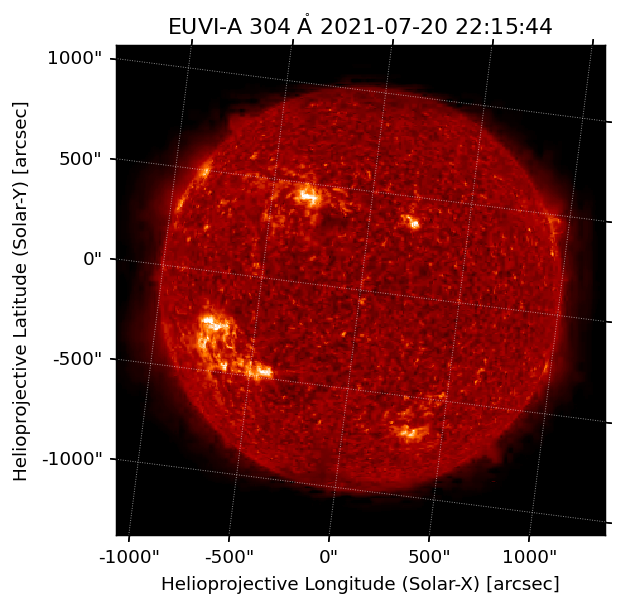 EUVI-A 304 Å 2021-07-20 22:15:44
1000"
500"
0"
-500"
-1000"
Helioprojective Latitude (Solar-Y) [arcsec]
-1000" -500" 0" 500" 1000"
Helioprojective Longitude (Solar-X) [arcsec]